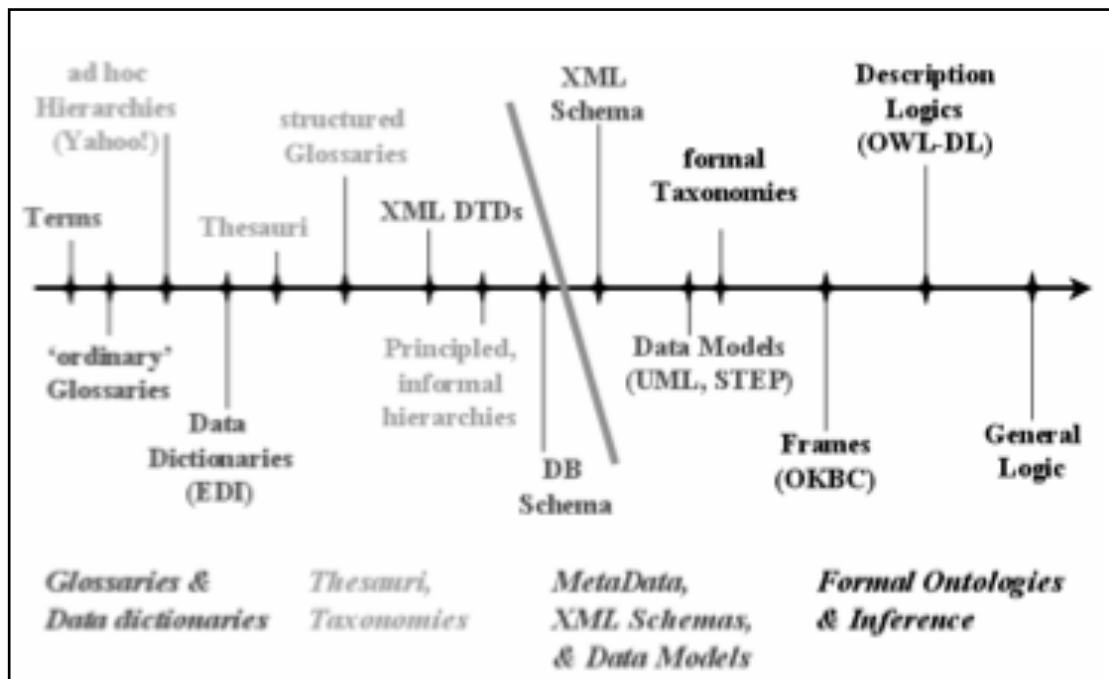 ad hoc
Hierarchies
(Yahoo!)
structured
Glossaries
XML
Schema
Description
Logics
(OWL-DL)
formal
Taxonomies
Terms
Thesauri
XML DTDs
'ordinary'
Glossaries
Data
Dictionaries
(EDI)
Principled,
informal
hierarchies
DB
Schema
Data Models
(UML, STEP)
Frames
(OKBC)
General
Logic
Glossaries &
Data dictionaries
Thesauri,
Taxonomies
MetaData,
XML Schemas,
& Data Models
Formal Ontologies
& Inference